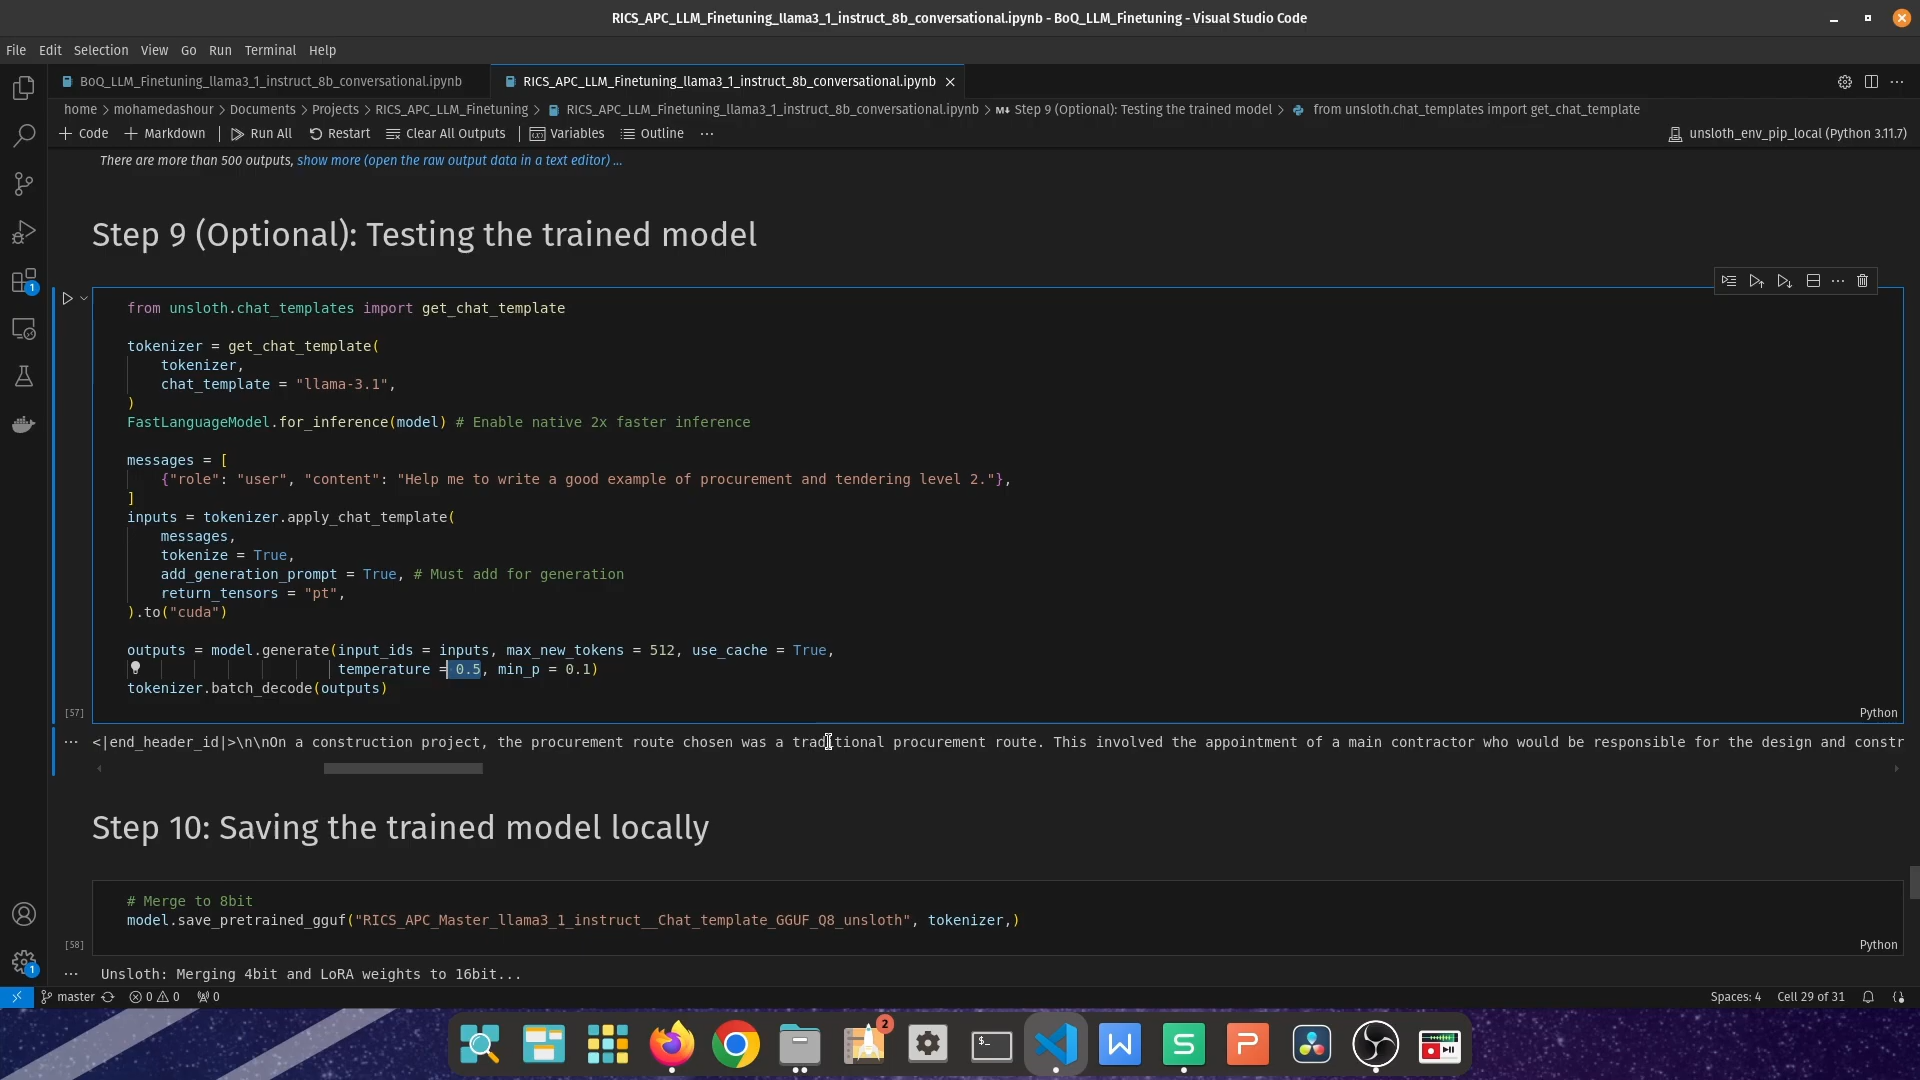 RICS_APC_LLM_Finetuning_llama3_1_instruct_8b_conversational.ipynb - BoQ_LLM_Finetuning - Visual Studio Code
File Edit Selection View Go Run Terminal Help
BoQ_LLM_Finetuning_llama3_1_instruct_8b_conversational.ipynb RICS_APC_LLM_Finetuning_llama3_1_instruct_8b_conversational.ipynb
home > mohamedashour > Documents > Projects > RICS_APC_LLM_Finetuning > RICS_APC_LLM_Finetuning_llama3_1_instruct_8b_conversational.ipynb > M↓ Step 9 (Optional): Testing the trained model > from unsloth.chat_templates import get_chat_template
+ Code + Markdown | Run All Restart Clear All Outputs | Variables Outline ··· unsloth_env_pip_local (Python 3.11.7)
There are more than 500 outputs, show more (open the raw output data in a text editor) ...
Step 9 (Optional): Testing the trained model
from unsloth.chat_templates import get_chat_template
tokenizer = get_chat_template(
tokenizer,
chat_template = "llama-3.1",
)
FastLanguageModel.for_inference(model) # Enable native 2x faster inference
messages = [
{"role": "user", "content": "Help me to write a good example of procurement and tendering level 2."},
]
inputs = tokenizer.apply_chat_template(
messages,
tokenize = True,
add_generation_prompt = True, # Must add for generation
return_tensors = "pt",
).to("cuda")
outputs = model.generate(input_ids = inputs, max_new_tokens = 512, use_cache = True,
temperature = 0.5, min_p = 0.1)
tokenizer.batch_decode(outputs)
[57] Python
··· <|end_header_id|>\n\nOn a construction project, the procurement route chosen was a traditional procurement route. This involved the appointment of a main contractor who would be responsible for the design and constr
Step 10: Saving the trained model locally
# Merge to 8bit
model.save_pretrained_gguf("RICS_APC_Master_llama3_1_instruct__Chat_template_GGUF_Q8_unsloth", tokenizer,)
[58] Python
··· Unsloth: Merging 4bit and LoRA weights to 16bit...
master 0 0 0 Spaces: 4 Cell 29 of 31
1
1
2
$_
W S P